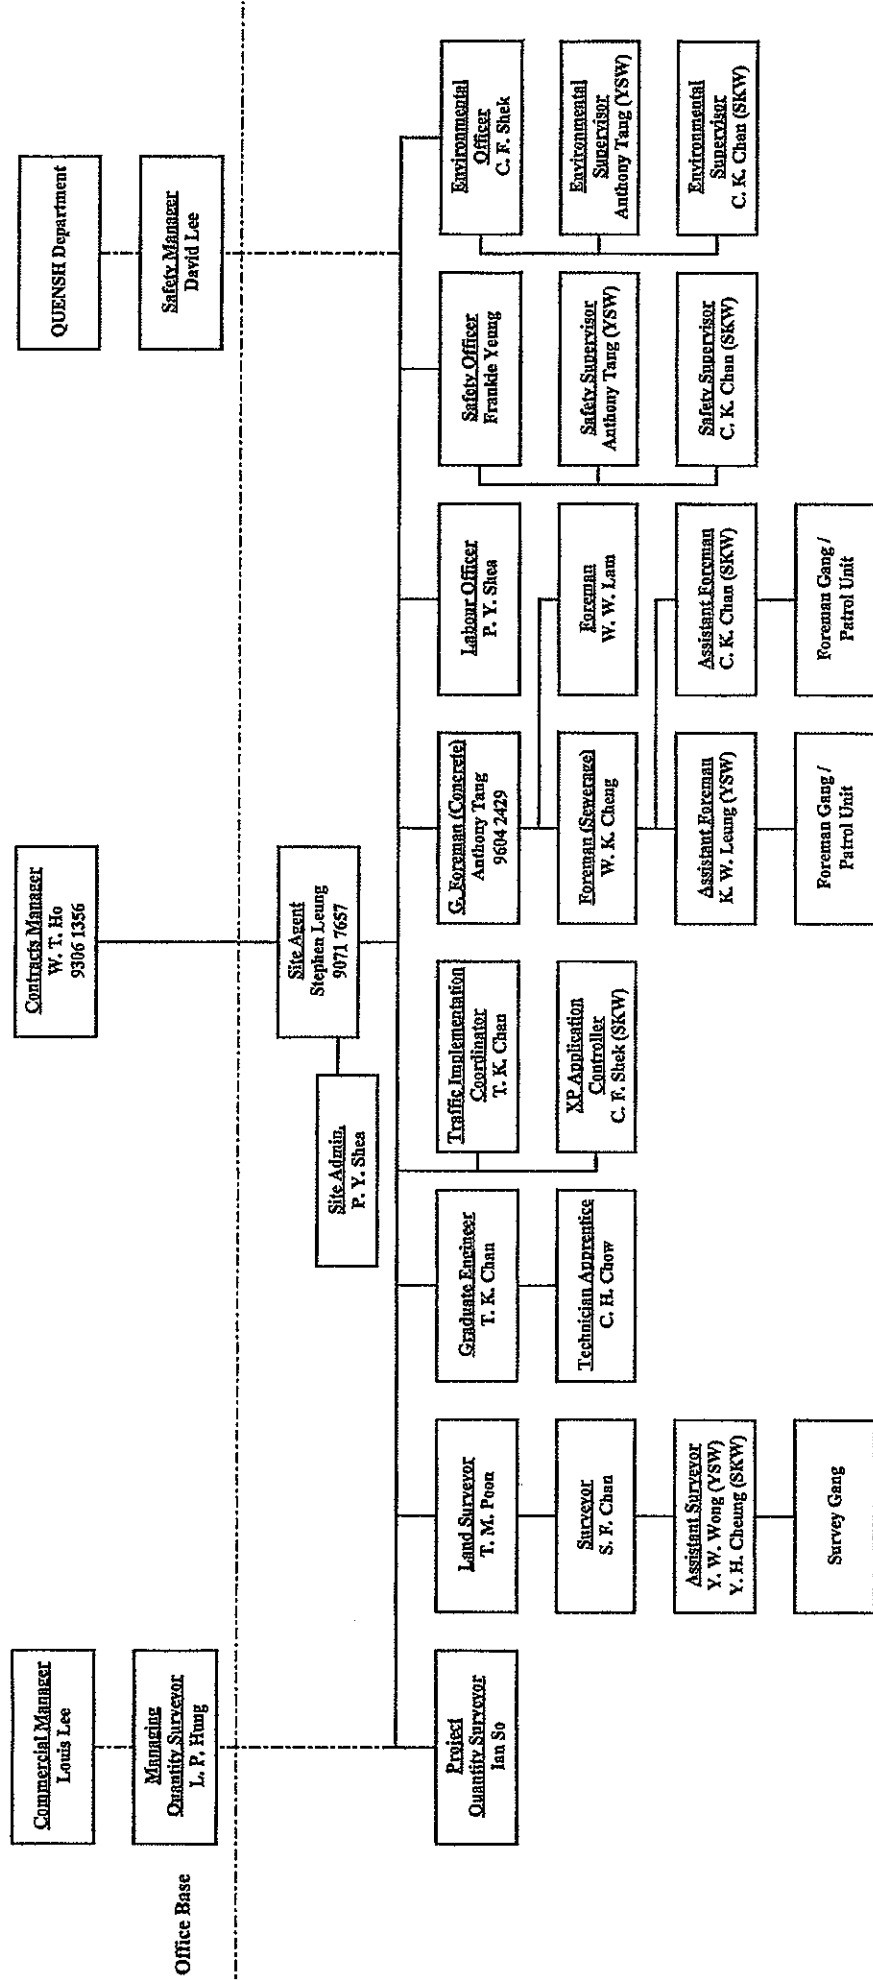 Office Base
Commercial Manager
Louis Lee
Managing
Quantity Surveyor
L. P. Hung
Contracts Manager
W. T. Ho
9306 1356
QUENSH Department
Safety Manager
David Lee
Site Agent
Stephen Leung
9071 7657
Site Admin.
P. Y. Shea
Project
Quantity Surveyor
Ian So
Land Surveyor
T. M. Poon
Surveyor
S. F. Chan
Assistant Surveyor
Y. W. Wong (YSW)
Y. H. Cheung (SKW)
Survey Gang
Graduate Engineer
T. K. Chan
Technician Apprentice
C. H. Chow
Traffic Implementation
Coordinator
T. K. Chan
XP Application
Controller
C. F. Shek (SKW)
G. Foreman (Concrete)
Anthony Tang
9604 2429
Foreman (Sewerage)
W. K. Cheng
Assistant Foreman
K. W. Leung (YSW)
Foreman Gang /
Patrol Unit
Labour Officer
P. Y. Shea
Foreman
W. W. Lam
Assistant Foreman
C. K. Chan (SKW)
Foreman Gang /
Patrol Unit
Safety Officer
Frankie Yeung
Safety Supervisor
Anthony Tang (YSW)
Safety Supervisor
C. K. Chan (SKW)
Environmental
Officer
C. F. Shek
Environmental
Supervisor
Anthony Tang (YSW)
Environmental
Supervisor
C. K. Chan (SKW)